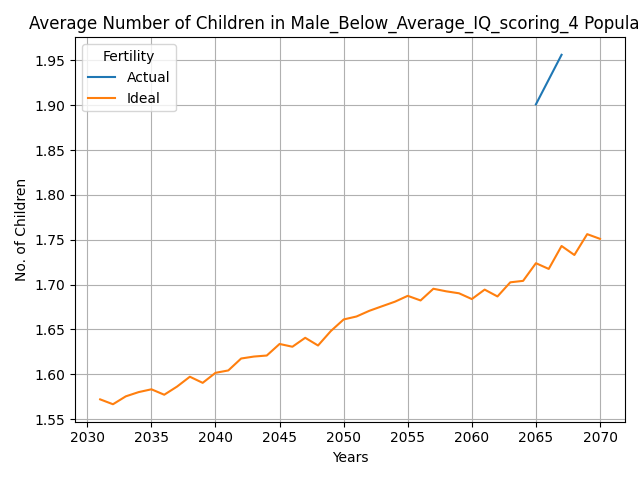 Average Number of Children in Male_Below_Average_IQ_scoring_4 Popula
Fertility
Actual
Ideal
1.95
1.90
1.85
1.80
1.75
1.70
1.65
1.60
1.55
No. of Children
2030 2035 2040 2045 2050 2055 2060 2065 2070
Years